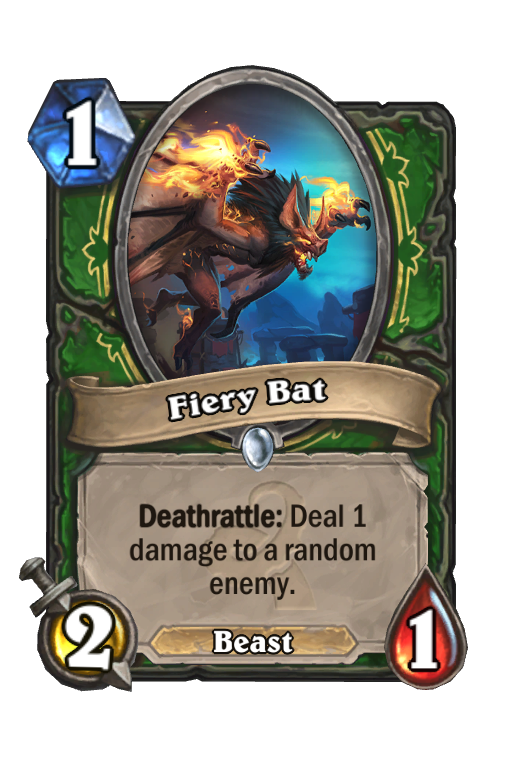 1
Fiery Bat
Deathrattle: Deal 1
damage to a random
enemy.
2
Beast
1